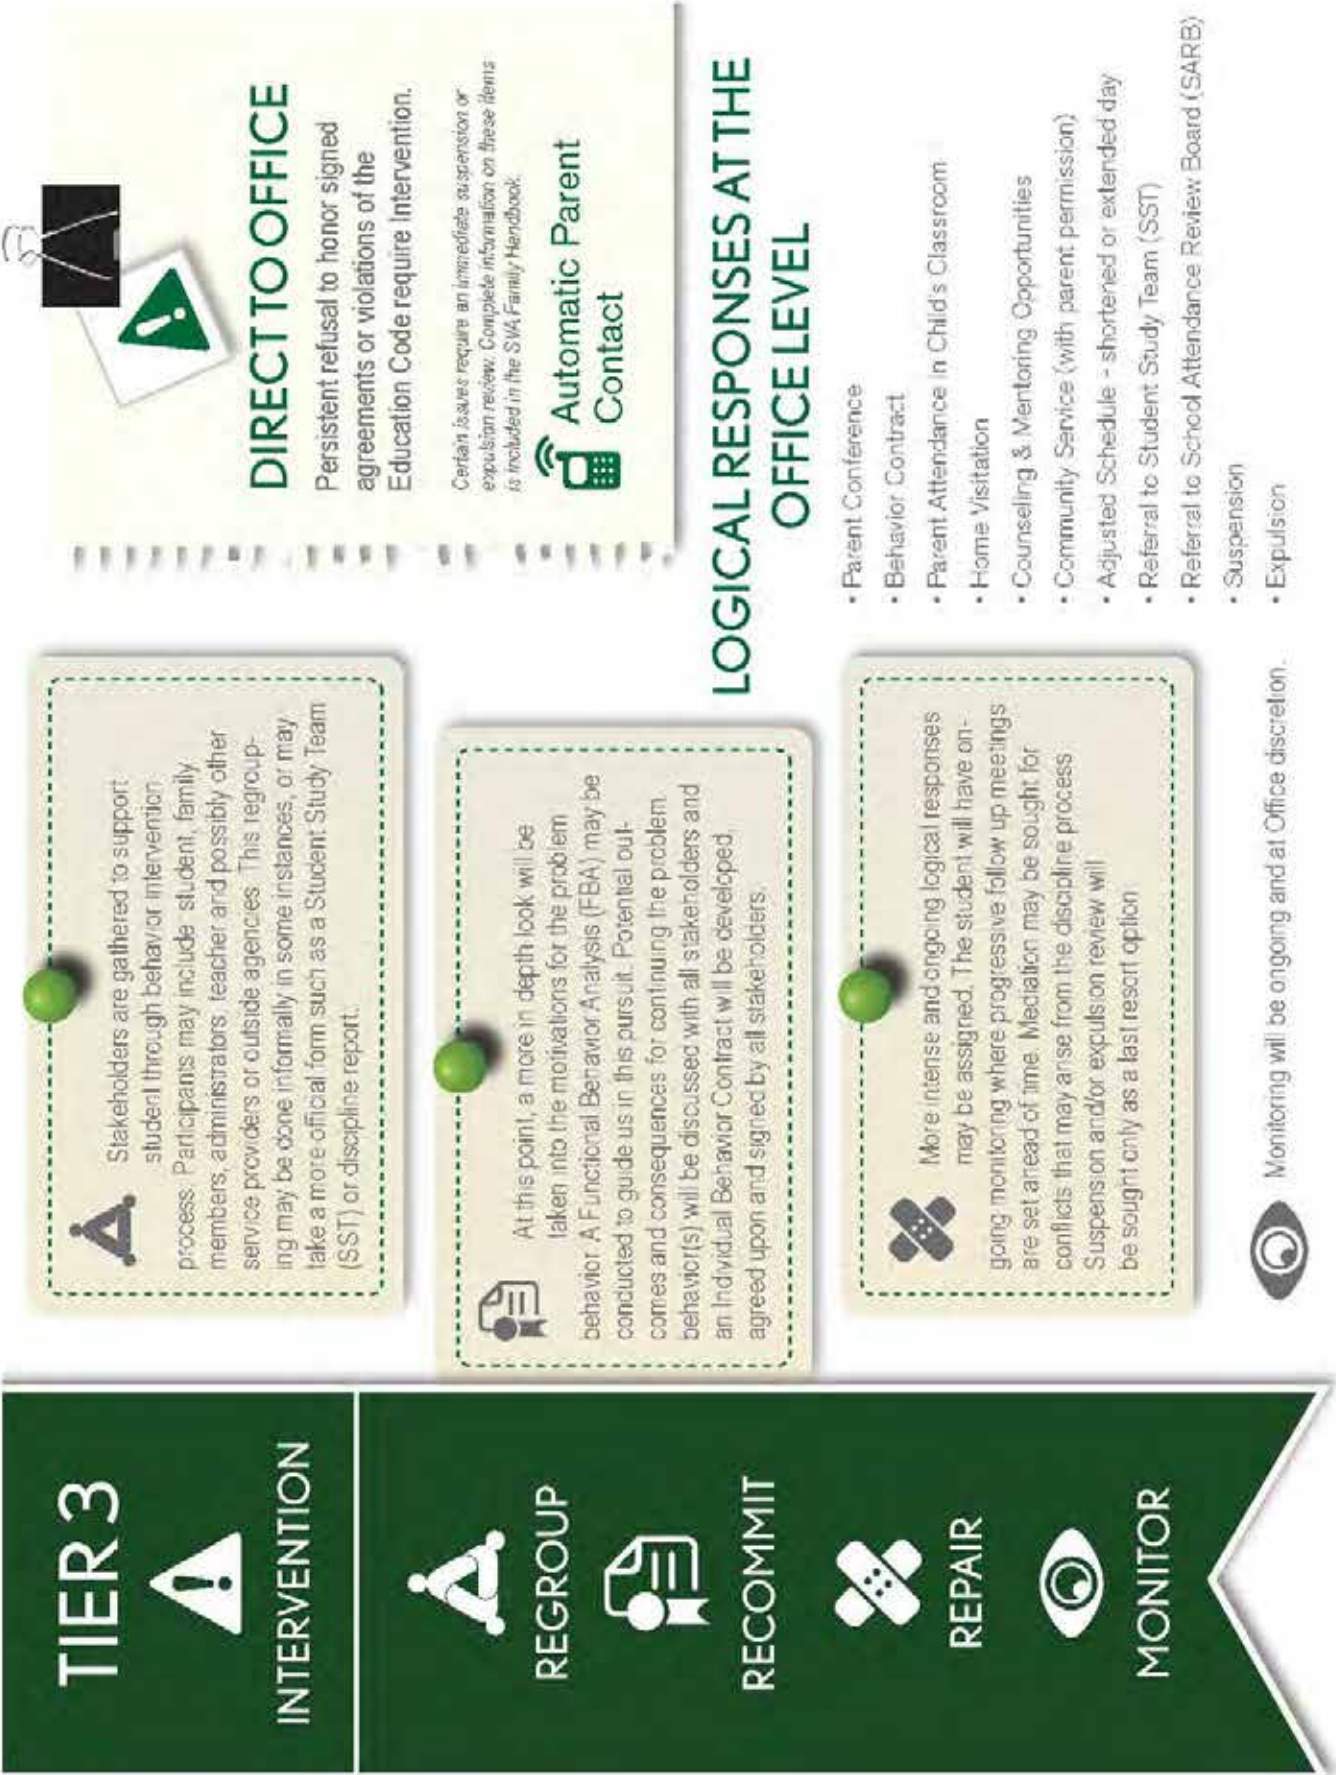 TIER 3
INTERVENTION
REGROUP
RECOMMIT
REPAIR
MONITOR
Stakeholders are gathered to support
student through behavior intervention
process. Participants may include: student, family
members, administrators, teacher and possibly other
service providers or outside agencies. This regroup-
ing may be done informally in some instances, or may
take a more official form such as a Student Study Team
(SST) or discipline report.
At this point, a more in depth look will be
taken into the motivations for the problem
behavior. A Functional Behavior Analysis (FBA) may be
conducted to guide us in this pursuit. Potential out-
comes and consequences for continuing the problem
behavior(s) will be discussed with all stakeholders and
an Individual Behavior Contract will be developed,
agreed upon and signed by all stakeholders.
More intense and ongoing logical responses
may be assigned. The student will have on-
going monitoring where progressive follow up meetings
are set ahead of time. Mediation may be sought for
conflicts that may arise from the discipline process
Suspension and/or expulsion review will
be sought only as a last resort option
Monitoring will be ongoing and at Office discretion.
DIRECT TO OFFICE
Persistent refusal to honor signed
agreements or violations of the
Education Code require Intervention.
Certain issues require an immediate suspension or
expulsion review. Complete information on these items
is included in the SVA Family Handbook.
Automatic Parent
Contact
LOGICAL RESPONSES AT THE
OFFICE LEVEL
• Parent Conference
• Behavior Contract
• Parent Attendance in Child's Classroom
• Home Visitation
• Counseling & Mentoring Opportunities
• Community Service (with parent permission)
• Adjusted Schedule - shortened or extended day
• Referral to Student Study Team (SST)
• Referral to School Attendance Review Board (SARB)
• Suspension
• Expulsion